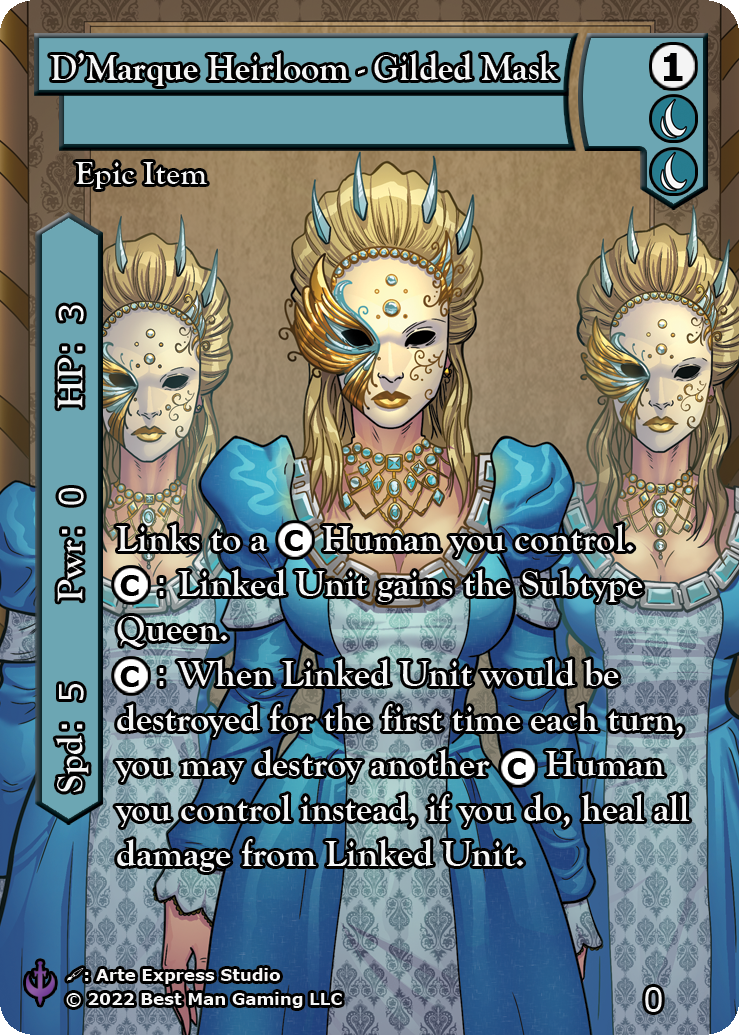 D'Marque Heirloom - Gilded Mask
1
Epic Item
HP: 3
Pwr: 0
Spd: 5
Links to a C Human you control.
C: Linked Unit gains the Subtype
Queen.
C: When Linked Unit would be
destroyed for the first time each turn,
you may destroy another C Human
you control instead, if you do, heal all
damage from Linked Unit.
: Arte Express Studio
© 2022 Best Man Gaming LLC
0